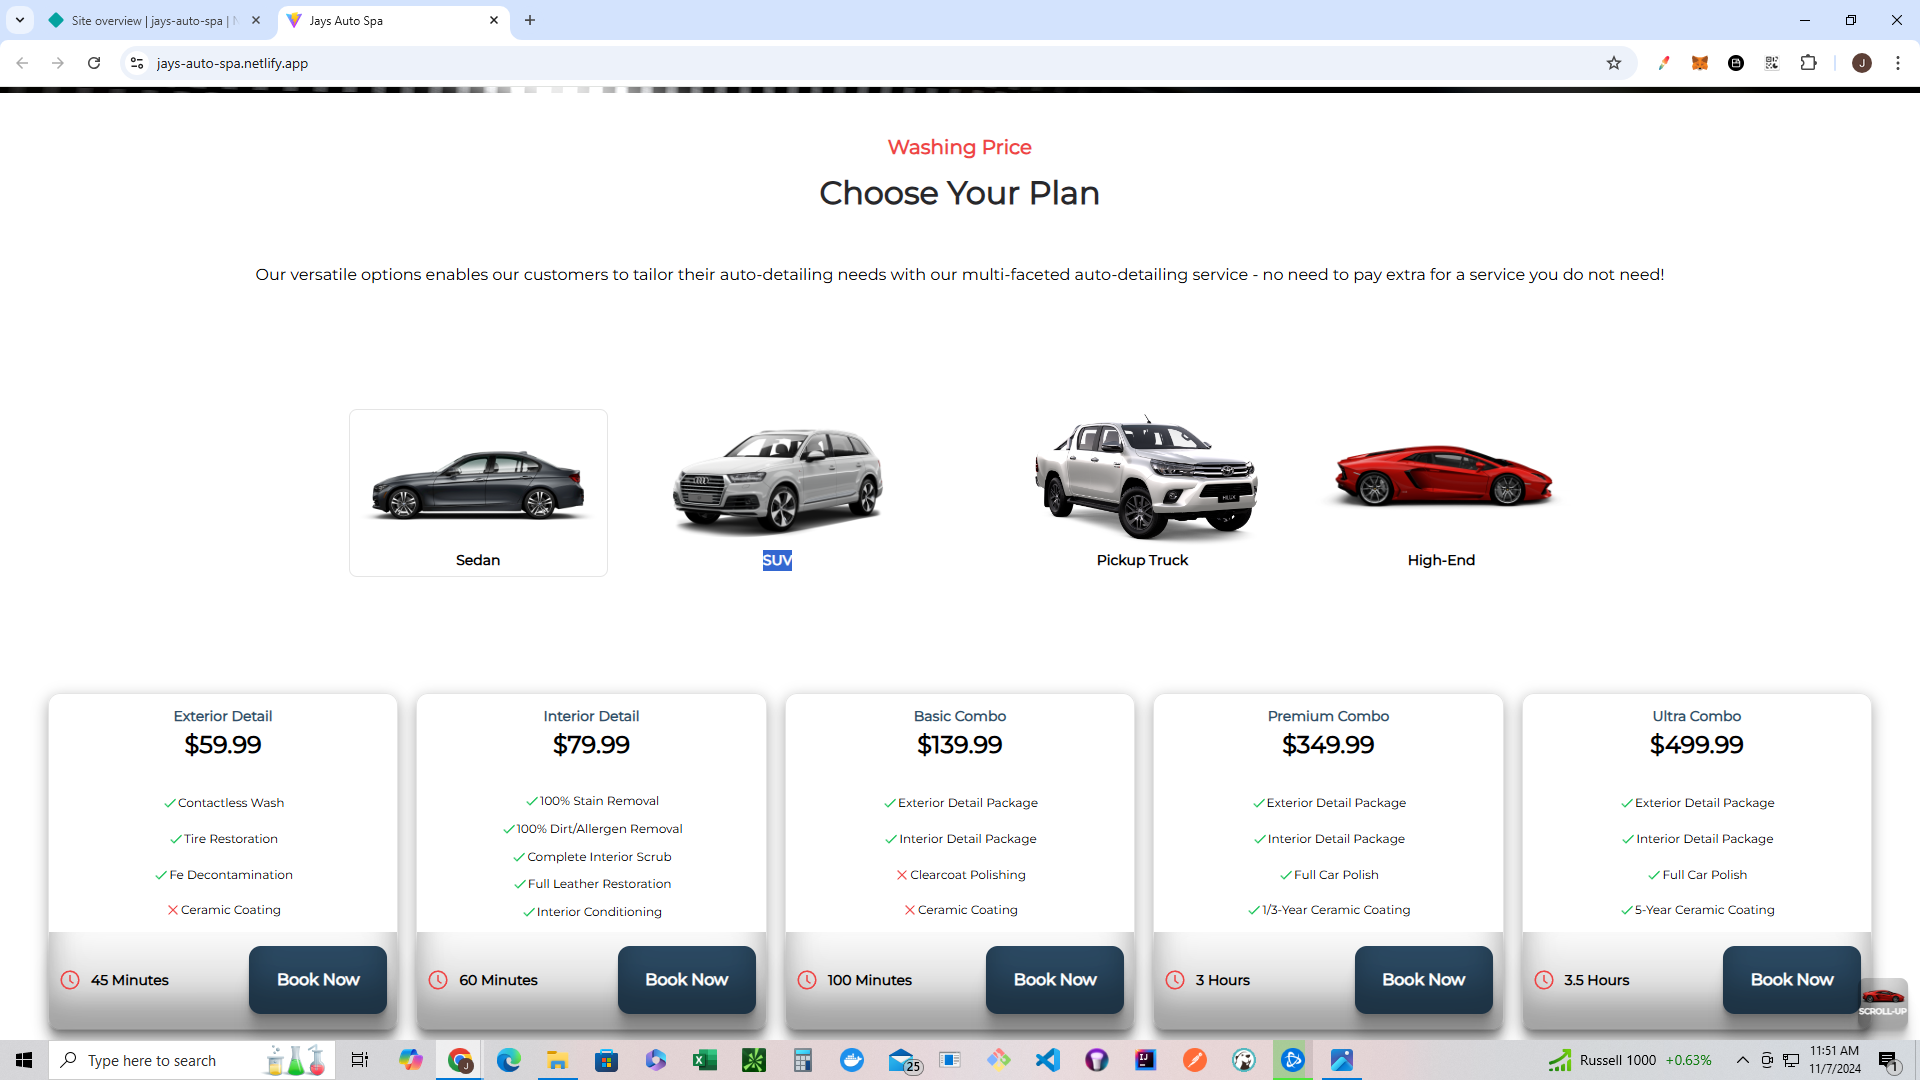 Site overview | jays-auto-spa |
Jays Auto Spa
jays-auto-spa.netlify.app
J
Washing Price
Choose Your Plan
Our versatile options enables our customers to tailor their auto-detailing needs with our multi-faceted auto-detailing service - no need to pay extra for a service you do not need!
HILUX
Sedan
SUV
Pickup Truck
High-End
Exterior Detail
$59.99
Contactless Wash
Tire Restoration
Fe Decontamination
Ceramic Coating
45 Minutes
Book Now
Interior Detail
$79.99
100% Stain Removal
100% Dirt/Allergen Removal
Complete Interior Scrub
Full Leather Restoration
Interior Conditioning
60 Minutes
Book Now
Basic Combo
$139.99
Exterior Detail Package
Interior Detail Package
Clearcoat Polishing
Ceramic Coating
100 Minutes
Book Now
Premium Combo
$349.99
Exterior Detail Package
Interior Detail Package
Full Car Polish
1/3-Year Ceramic Coating
3 Hours
Book Now
Ultra Combo
$499.99
Exterior Detail Package
Interior Detail Package
Full Car Polish
5-Year Ceramic Coating
3.5 Hours
Book Now
SCROLL-UP
Type here to search
J
25
IJ
Russell 1000 +0.63%
11:51 AM
11/7/2024
1